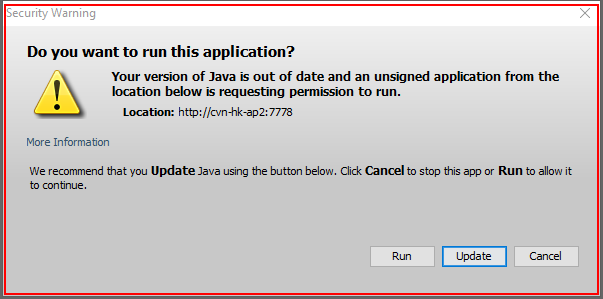 Security Warning
Do you want to run this application?
Your version of Java is out of date and an unsigned application from the
location below is requesting permission to run.
Location: http://cvn-hk-ap2:7778
More Information
We recommend that you Update Java using the button below. Click Cancel to stop this app or Run to allow it
to continue.
Run Update Cancel